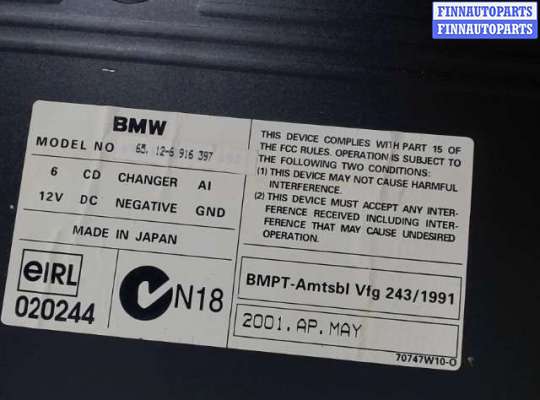 FINNAUTOPARTS
FINNAUTOPARTS
BMW
MODEL NO 65. 12-6 916 397
6 CD CHANGER AI
12V DC NEGATIVE GND
MADE IN JAPAN
eIRL
020244
N18
THIS DEVICE COMPLIES WITH PART 15 OF
THE FCC RULES. OPERATION IS SUBJECT TO
THE FOLLOWING TWO CONDITIONS:
(1) THIS DEVICE MAY NOT CAUSE HARMFUL
INTERFERENCE.
(2) THIS DEVICE MUST ACCEPT ANY INTER-
FERENCE RECEIVED INCLUDING INTER-
FERENCE THAT MAY CAUSE UNDESIRED
OPERATION.
BMPT-Amtsbl Vfg 243/1991
2001. AP. MAY
70747W10-O